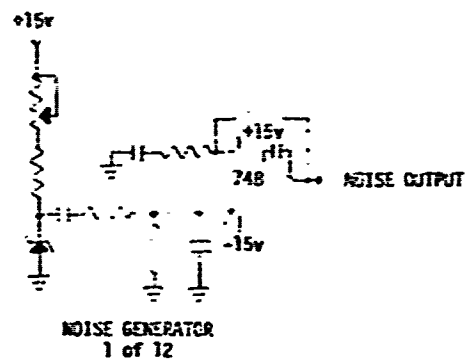 +15v
+15v
748
NOISE OUTPUT
-15v
NOISE GENERATOR
1 of 12